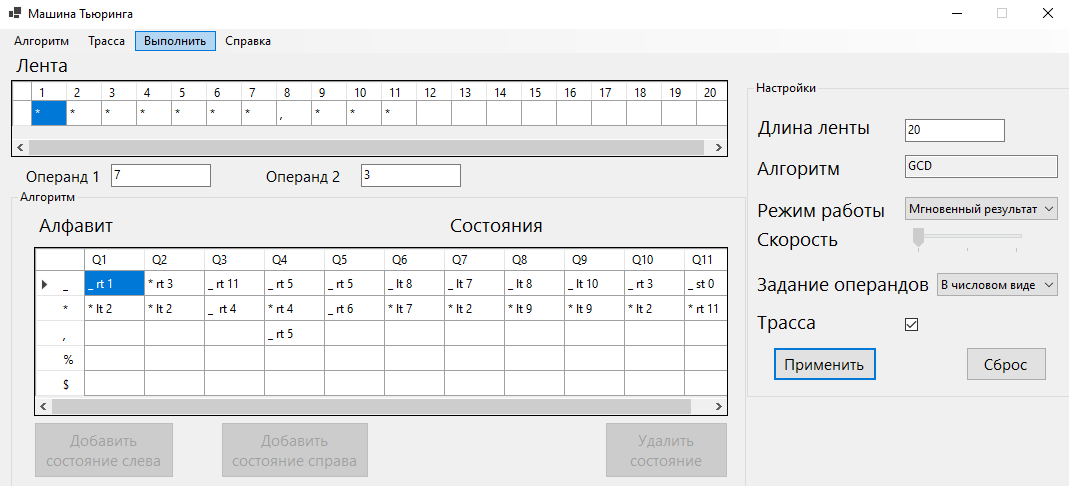 Машина Тьюринга
Алгоритм Трасса Выполнить Справка
Лента
1 2 3 4 5 6 7 8 9 10 11 12 13 14 15 16 17 18 19 20
* * * * * * * , * * *
Операнд 1 7 Операнд 2 3
Алгоритм
Алфавит Состояния
Q1 Q2 Q3 Q4 Q5 Q6 Q7 Q8 Q9 Q10 Q11
_ _ rt 1 * rt 3 _ rt 11 _ rt 5 _ rt 5 _ lt 8 _ lt 7 _ lt 8 _ lt 10 _ rt 3 _ st 0
* * lt 2 * lt 2 _ rt 4 * rt 4 _ rt 6 * lt 7 * lt 2 * lt 9 * lt 9 * lt 2 * rt 11
, _ rt 5
%
$
Добавить состояние слева
Добавить состояние справа
Удалить состояние
Настройки
Длина ленты 20
Алгоритм GCD
Режим работы Мгновенный результат
Скорость
Задание операндов В числовом виде
Трасса
Применить Сброс